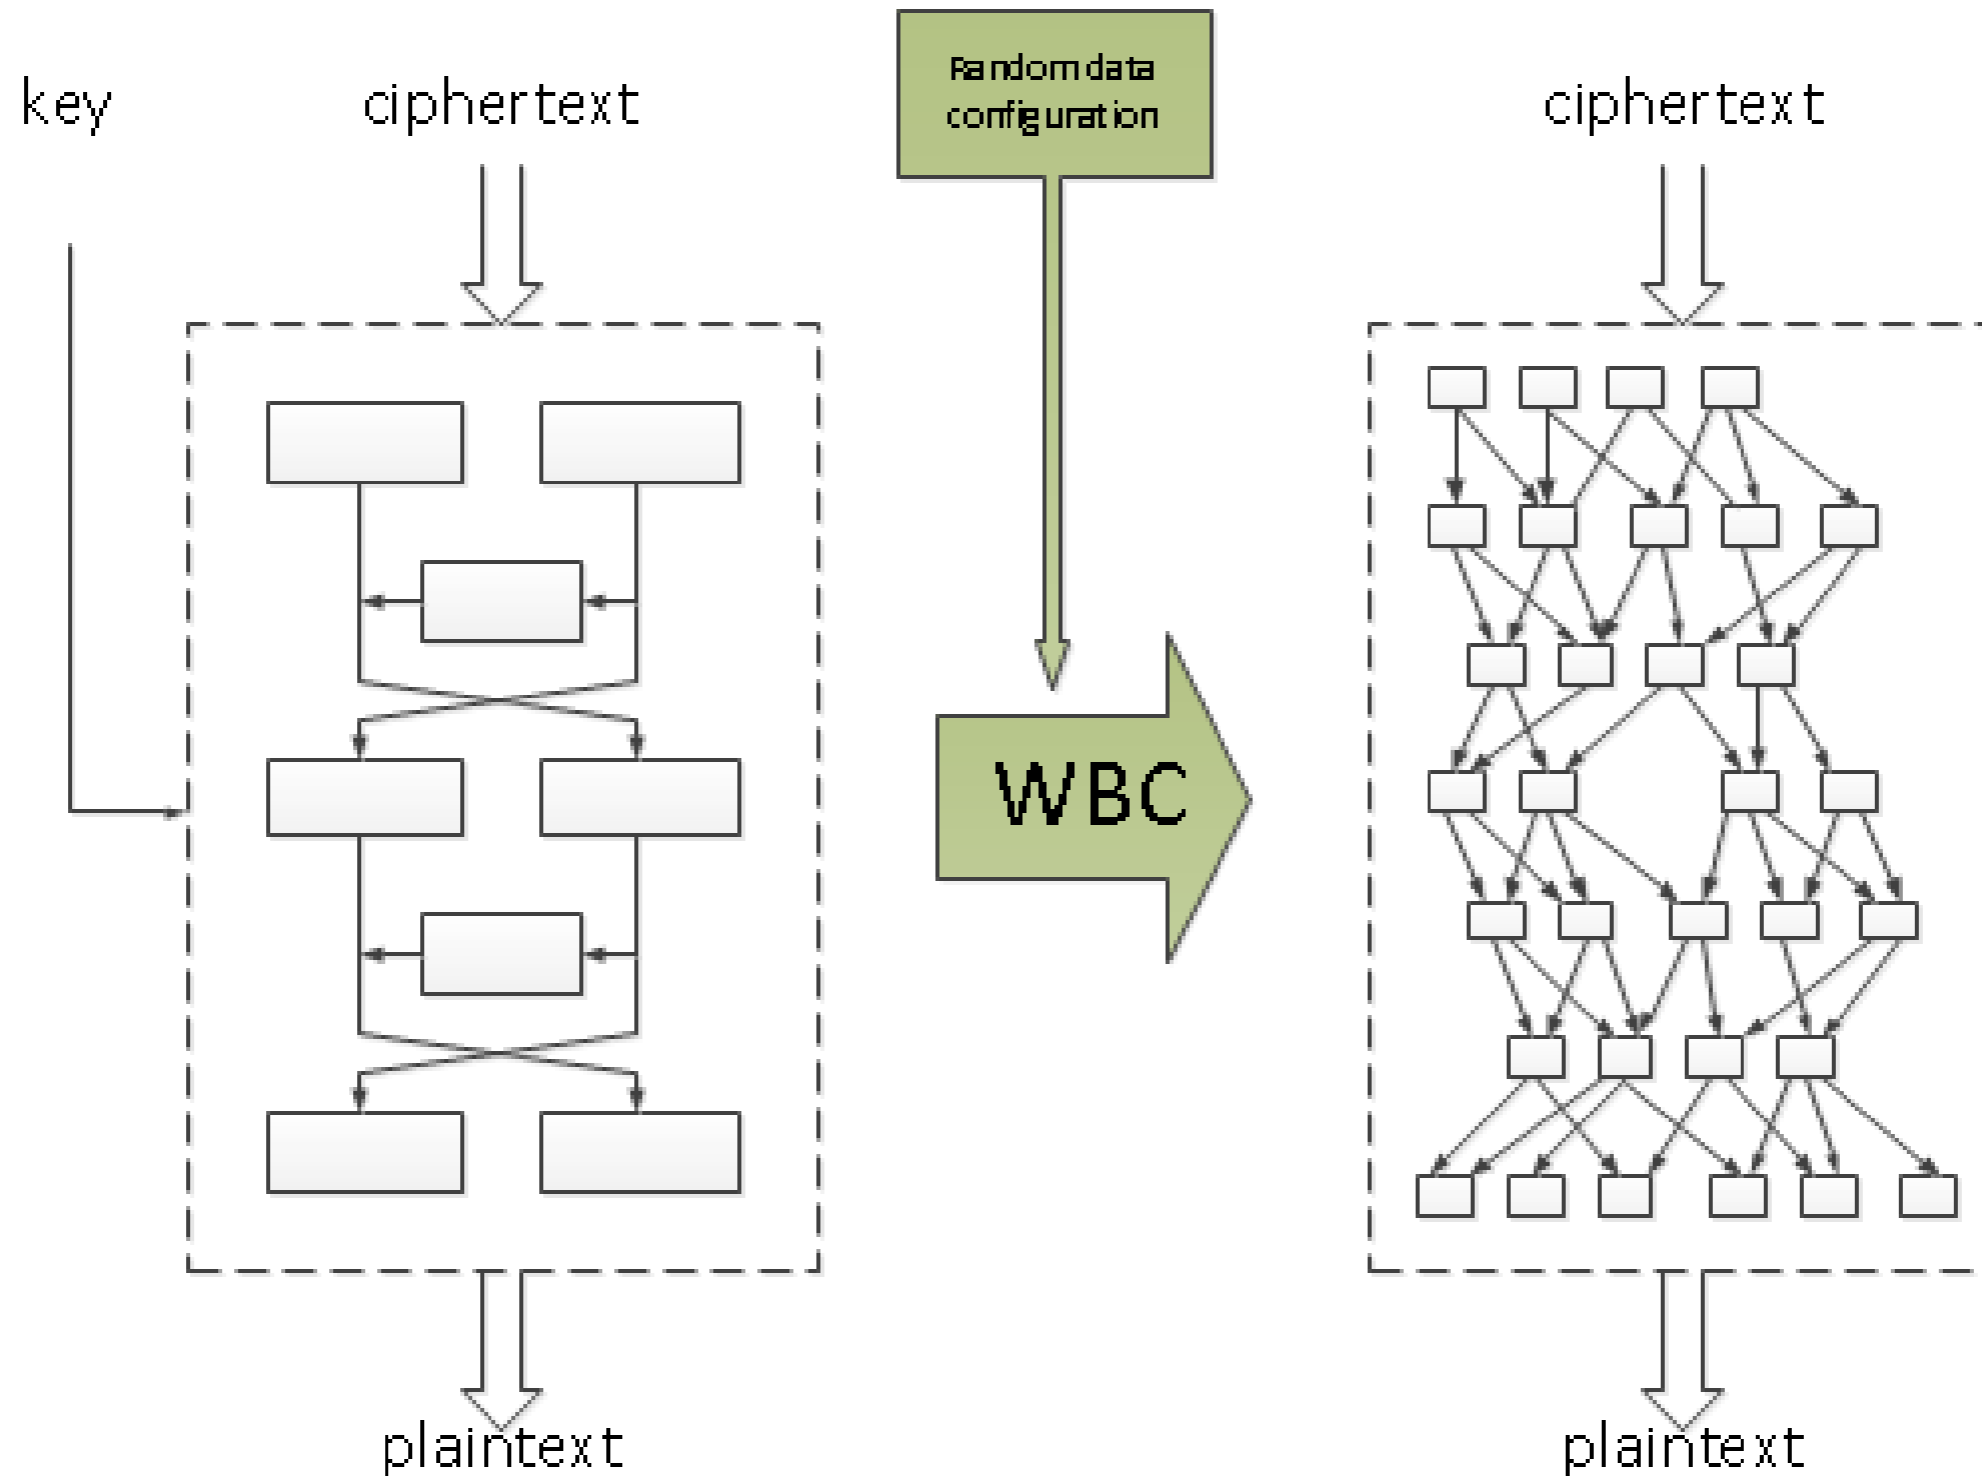 key
ciphertext
Random data
configuration
ciphertext
WBC
plaintext
plaintext